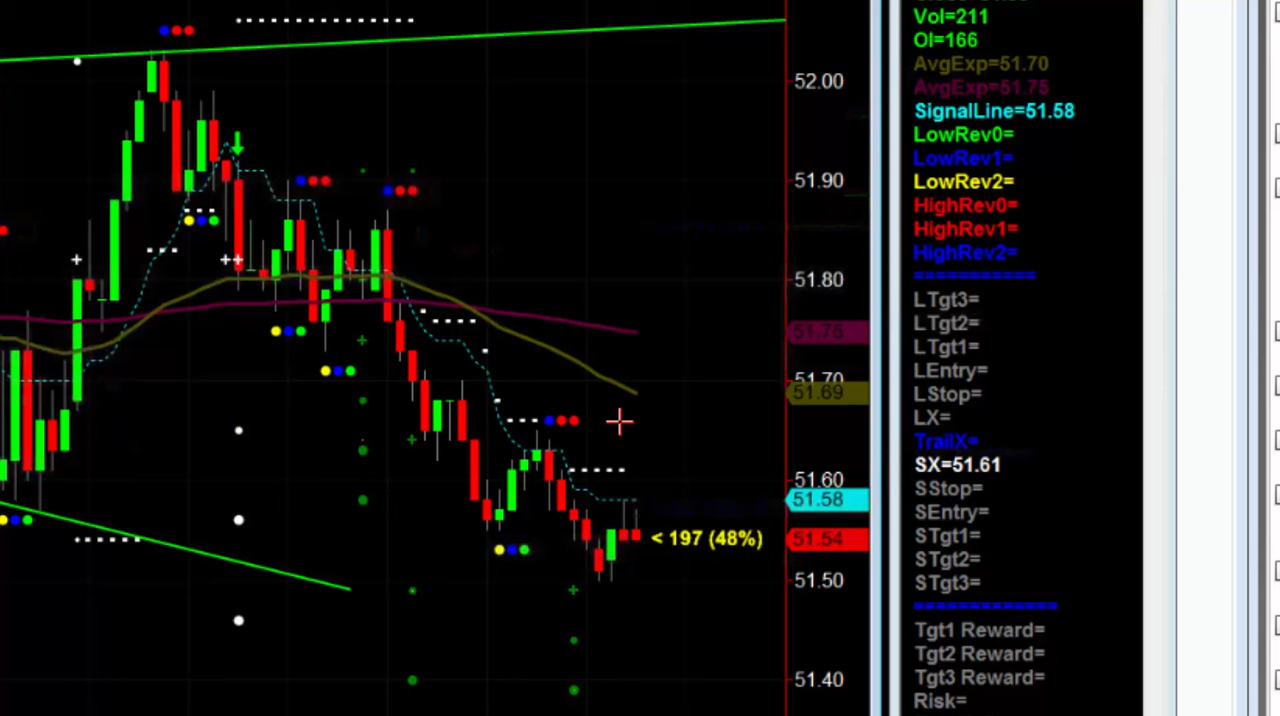 52.00
51.90
51.80
51.75
51.70
51.69
51.60
51.58
< 197 (48%)
51.54
51.50
51.40
Vol=211
OI=166
AvgExp=51.70
AvgExp=51.75
SignalLine=51.58
LowRev0=
LowRev1=
LowRev2=
HighRev0=
HighRev1=
HighRev2=
===========
LTgt3=
LTgt2=
LTgt1=
LEntry=
LStop=
LX=
TrailX=
SX=51.61
SStop=
SEntry=
STgt1=
STgt2=
STgt3=
=============
Tgt1 Reward=
Tgt2 Reward=
Tgt3 Reward=
Risk=